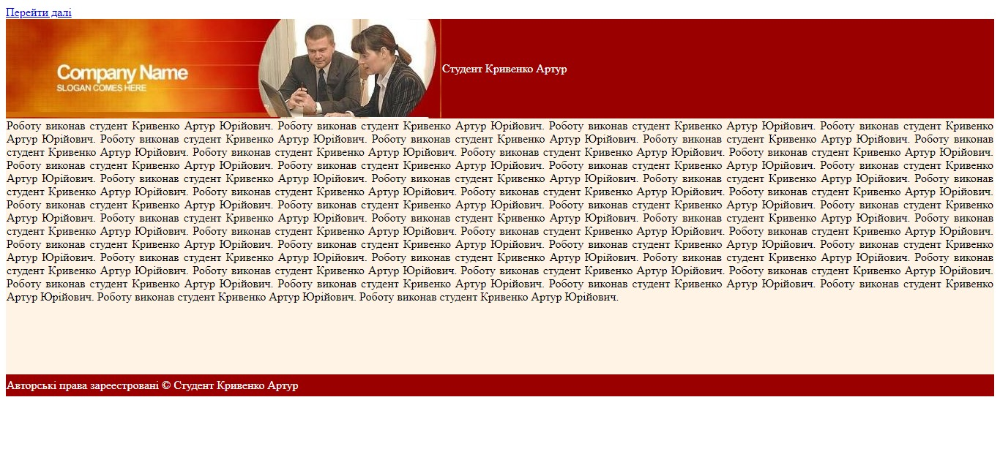 Перейти далі
Company Name
SLOGAN COMES HERE
Студент Кривенко Артур
Роботу виконав студент Кривенко Артур Юрійович. Роботу виконав студент Кривенко Артур Юрійович. Роботу виконав студент Кривенко Артур Юрійович. Роботу виконав студент Кривенко
Артур Юрійович. Роботу виконав студент Кривенко Артур Юрійович. Роботу виконав студент Кривенко Артур Юрійович. Роботу виконав студент Кривенко Артур Юрійович. Роботу виконав
студент Кривенко Артур Юрійович. Роботу виконав студент Кривенко Артур Юрійович. Роботу виконав студент Кривенко Артур Юрійович. Роботу виконав студент Кривенко Артур Юрійович.
Роботу виконав студент Кривенко Артур Юрійович. Роботу виконав студент Кривенко Артур Юрійович. Роботу виконав студент Кривенко Артур Юрійович. Роботу виконав студент Кривенко
Артур Юрійович. Роботу виконав студент Кривенко Артур Юрійович. Роботу виконав студент Кривенко Артур Юрійович. Роботу виконав студент Кривенко Артур Юрійович. Роботу виконав
студент Кривенко Артур Юрійович. Роботу виконав студент Кривенко Артур Юрійович. Роботу виконав студент Кривенко Артур Юрійович. Роботу виконав студент Кривенко Артур Юрійович.
Роботу виконав студент Кривенко Артур Юрійович. Роботу виконав студент Кривенко Артур Юрійович. Роботу виконав студент Кривенко Артур Юрійович. Роботу виконав студент Кривенко
Артур Юрійович. Роботу виконав студент Кривенко Артур Юрійович. Роботу виконав студент Кривенко Артур Юрійович. Роботу виконав студент Кривенко Артур Юрійович. Роботу виконав
студент Кривенко Артур Юрійович. Роботу виконав студент Кривенко Артур Юрійович. Роботу виконав студент Кривенко Артур Юрійович. Роботу виконав студент Кривенко Артур Юрійович.
Роботу виконав студент Кривенко Артур Юрійович. Роботу виконав студент Кривенко Артур Юрійович. Роботу виконав студент Кривенко Артур Юрійович. Роботу виконав студент Кривенко
Артур Юрійович. Роботу виконав студент Кривенко Артур Юрійович. Роботу виконав студент Кривенко Артур Юрійович. Роботу виконав студент Кривенко Артур Юрійович. Роботу виконав
студент Кривенко Артур Юрійович. Роботу виконав студент Кривенко Артур Юрійович. Роботу виконав студент Кривенко Артур Юрійович. Роботу виконав студент Кривенко Артур Юрійович.
Роботу виконав студент Кривенко Артур Юрійович. Роботу виконав студент Кривенко Артур Юрійович. Роботу виконав студент Кривенко Артур Юрійович. Роботу виконав студент Кривенко
Артур Юрійович. Роботу виконав студент Кривенко Артур Юрійович. Роботу виконав студент Кривенко Артур Юрійович.
Авторські права зареестровані © Студент Кривенко Артур